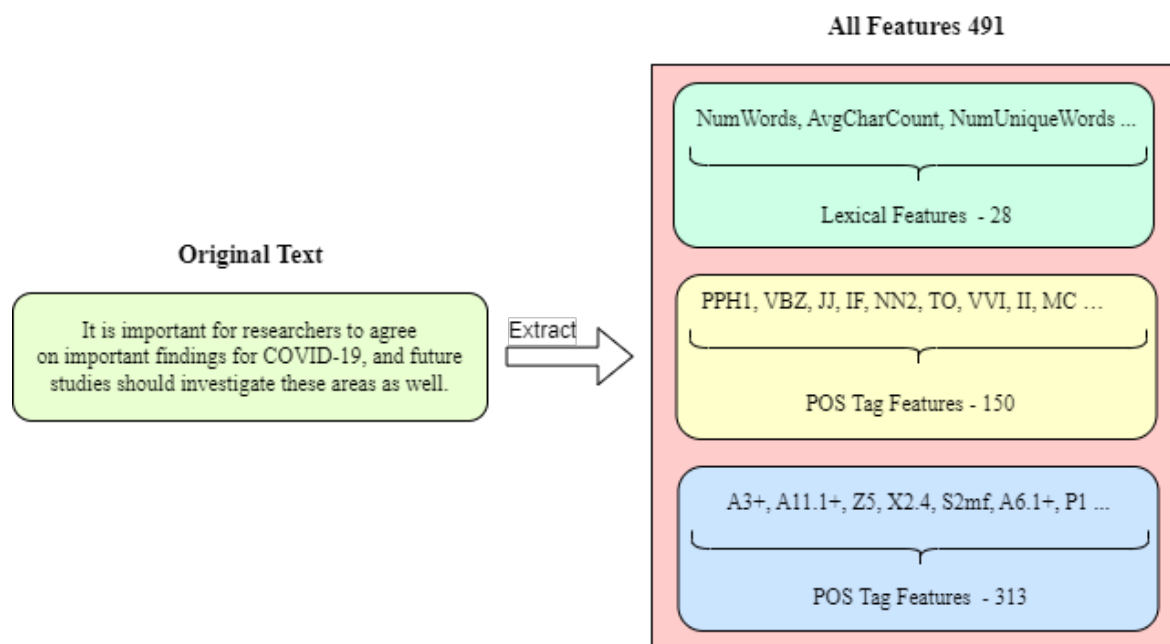 All Features 491
NumWords, AvgCharCount, NumUniqueWords ...
Lexical Features - 28
Original Text
It is important for researchers to agree
on important findings for COVID-19, and future
studies should investigate these areas as well.
Extract
PPH1, VBZ, JJ, IF, NN2, TO, VVI, II, MC ...
POS Tag Features - 150
A3+, A11.1+, Z5, X2.4, S2mf, A6.1+, P1 ...
POS Tag Features - 313